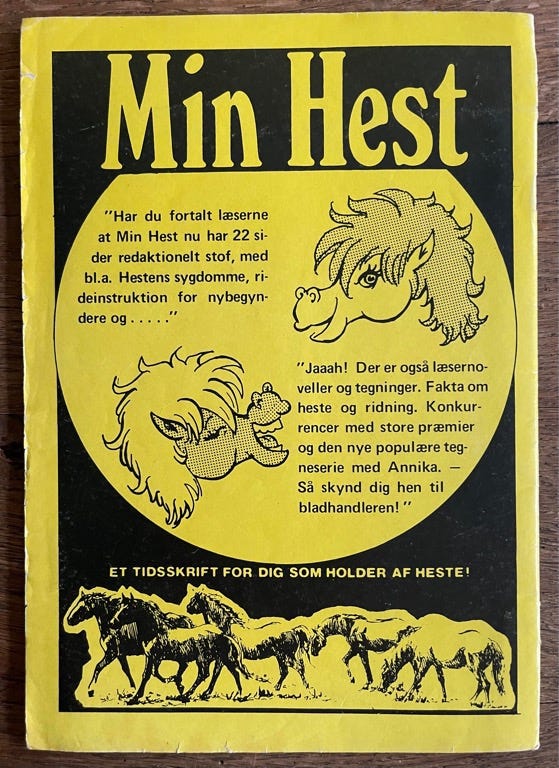 Min Hest
"Har du fortalt læserne
at Min Hest nu har 22 si-
der redaktionelt stof, med
bl.a. Hestens sygdomme, ri-
deinstruktion for nybegyn-
dere og . . . . ."
"Jaaah! Der er også læserno-
veller og tegninger. Fakta om
heste og ridning. Konkur-
rencer med store præmier
og den nye populære teg-
neserie med Annika. —
Så skynd dig hen til
bladhandleren! "
ET TIDSSKRIFT FOR DIG SOM HOLDER AF HESTE!